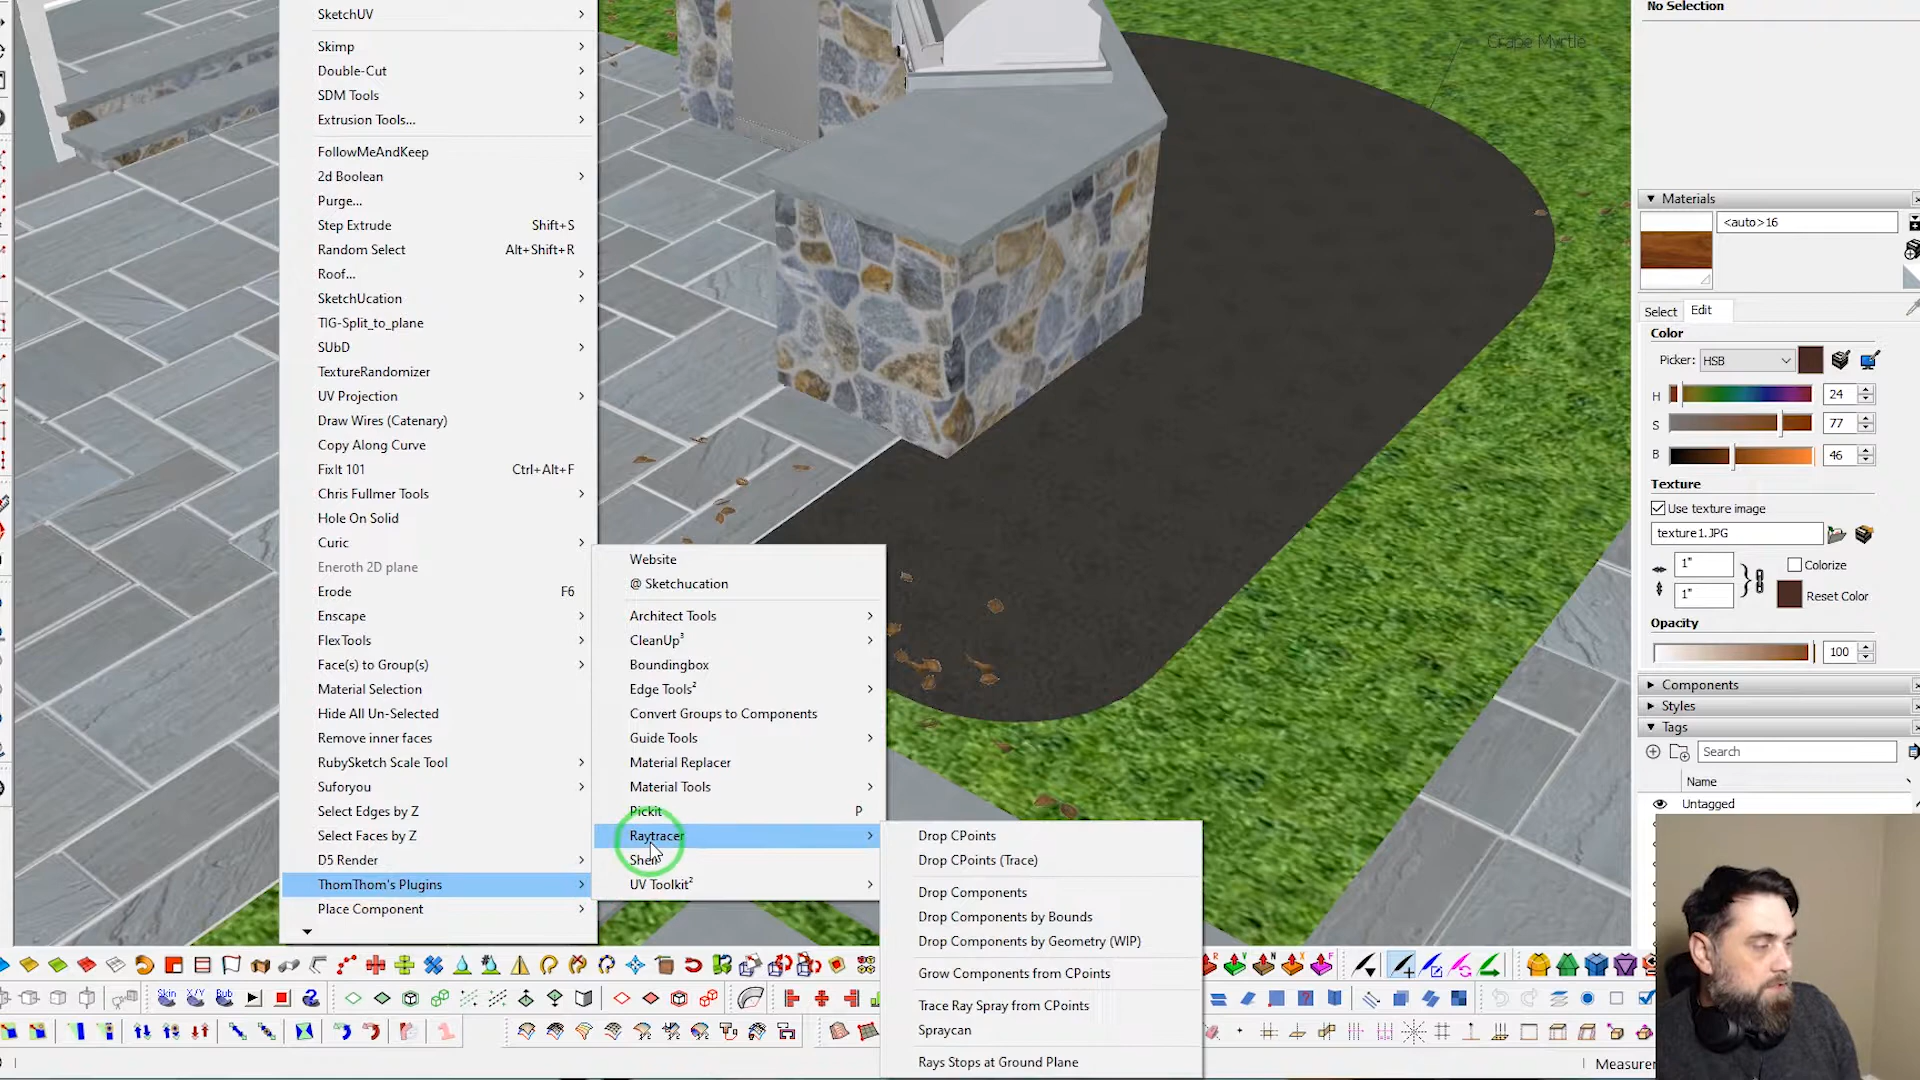 SketchUV
Skimp
Double-Cut
SDM Tools
Extrusion Tools...
FollowMeAndKeep
2d Boolean
Purge...
Step Extrude Shift+S
Random Select Alt+Shift+R
Roof...
SketchUcation
TIG-Split_to_plane
SUbD
TextureRandomizer
UV Projection
Draw Wires (Catenary)
Copy Along Curve
FixIt 101 Ctrl+Alt+F
Chris Fullmer Tools
Hole On Solid
Curic
Eneroth 2D plane
Erode F6
Enscape
FlexTools
Face(s) to Group(s)
Material Selection
Hide All Un-Selected
Remove inner faces
RubySketch Scale Tool
Suforyou
Select Edges by Z
Select Faces by Z
D5 Render
ThomThom's Plugins
Place Component
Website
@ Sketchucation
Architect Tools
CleanUp³
Boundingbox
Edge Tools²
Convert Groups to Components
Guide Tools
Material Replacer
Material Tools
Pickit P
Raytracer
Shell
UV Toolkit²
Drop CPoints
Drop CPoints (Trace)
Drop Components
Drop Components by Bounds
Drop Components by Geometry (WIP)
Grow Components from CPoints
Trace Ray Spray from CPoints
Spraycan
Rays Stops at Ground Plane
Crape Myrtle
No Selection
Materials
<auto>16
Select Edit
Color
Picker: HSB
H 24
S 77
B 46
Texture
Use texture image
texture1.JPG
1" Colorize
1" Reset Color
Opacity
100
Components
Styles
Tags
Search
Name
Untagged
Skin X/Y Bub
Measurer